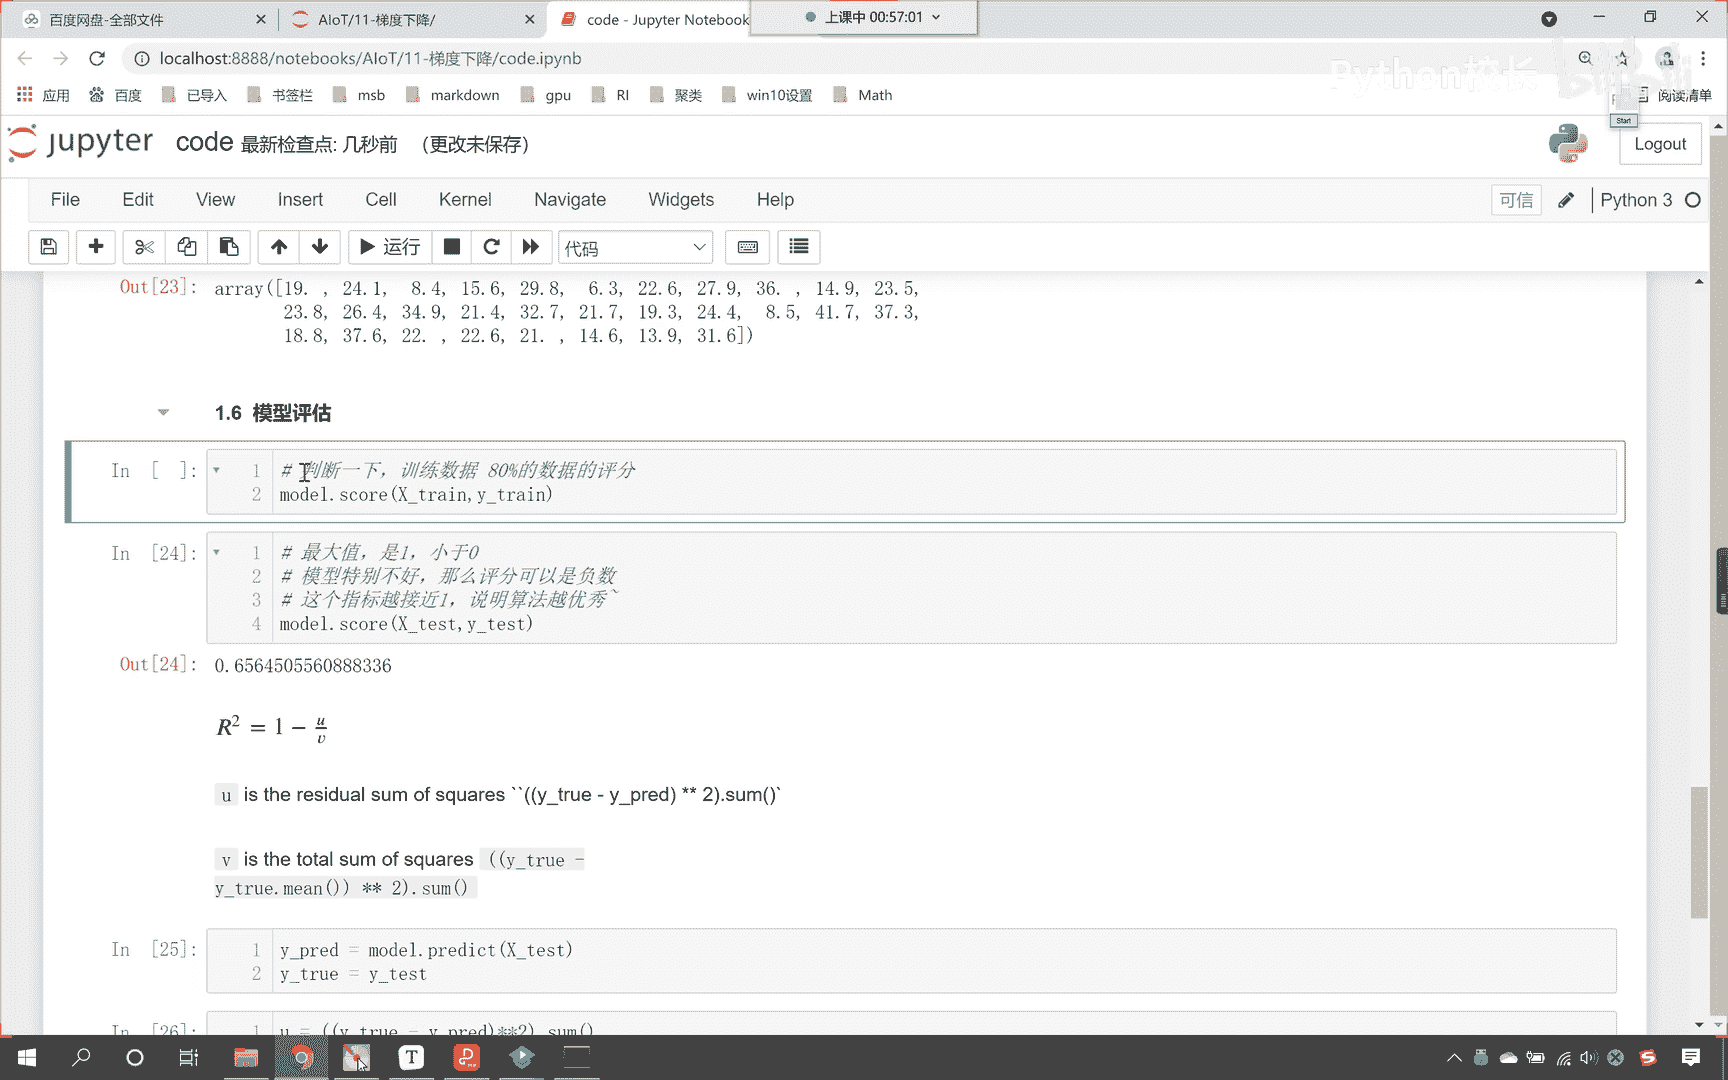 百度网盘-全部文件
AIoT/11-梯度下降/
code - Jupyter Notebook
上课中 00:57:01
localhost:8888/notebooks/AIoT/11-梯度下降/code.ipynb
Python校长
bilibili
应用 百度 已导入 书签栏 msb markdown gpu RI 聚类 win10设置 Math
阅读清单
Start
jupyter code 最新检查点: 几秒前 (更改未保存)
Logout
File Edit View Insert Cell Kernel Navigate Widgets Help
可信
Python 3
运行
代码
Out[23]: array([19. , 24.1, 8.4, 15.6, 29.8, 6.3, 22.6, 27.9, 36. , 14.9, 23.5,
23.8, 26.4, 34.9, 21.4, 32.7, 21.7, 19.3, 24.4, 8.5, 41.7, 37.3,
18.8, 37.6, 22. , 22.6, 21. , 14.6, 13.9, 31.6])
1.6 模型评估
In [ ]: 1 # 判断一下，训练数据 80%的数据的评分
2 model.score(X_train,y_train)
In [24]: 1 # 最大值，是1，小于0
2 # 模型特别不好，那么评分可以是负数
3 # 这个指标越接近1，说明算法越优秀~
4 model.score(X_test,y_test)
Out[24]: 0.6564505560888336
R² = 1 − u/v
u is the residual sum of squares ``((y_true - y_pred) ** 2).sum()`
v is the total sum of squares ((y_true -
y_true.mean()) ** 2).sum()
In [25]: 1 y_pred = model.predict(X_test)
2 y_true = y_test
In [26]: 1 u = ((y_true - y_pred)**2).sum()